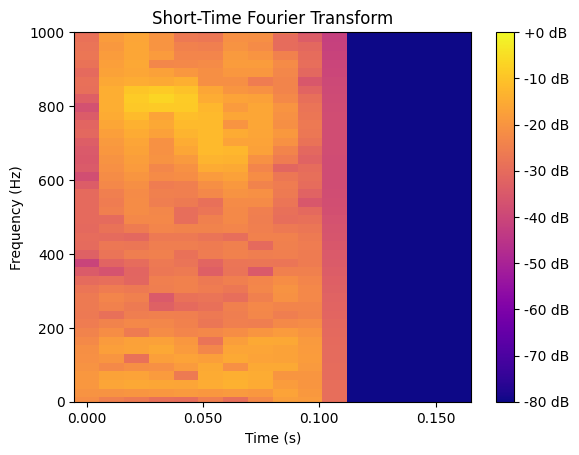 Short-Time Fourier Transform
Frequency (Hz)
1000
800
600
400
200
0
0.000
0.050
0.100
0.150
Time (s)
+0 dB
-10 dB
-20 dB
-30 dB
-40 dB
-50 dB
-60 dB
-70 dB
-80 dB